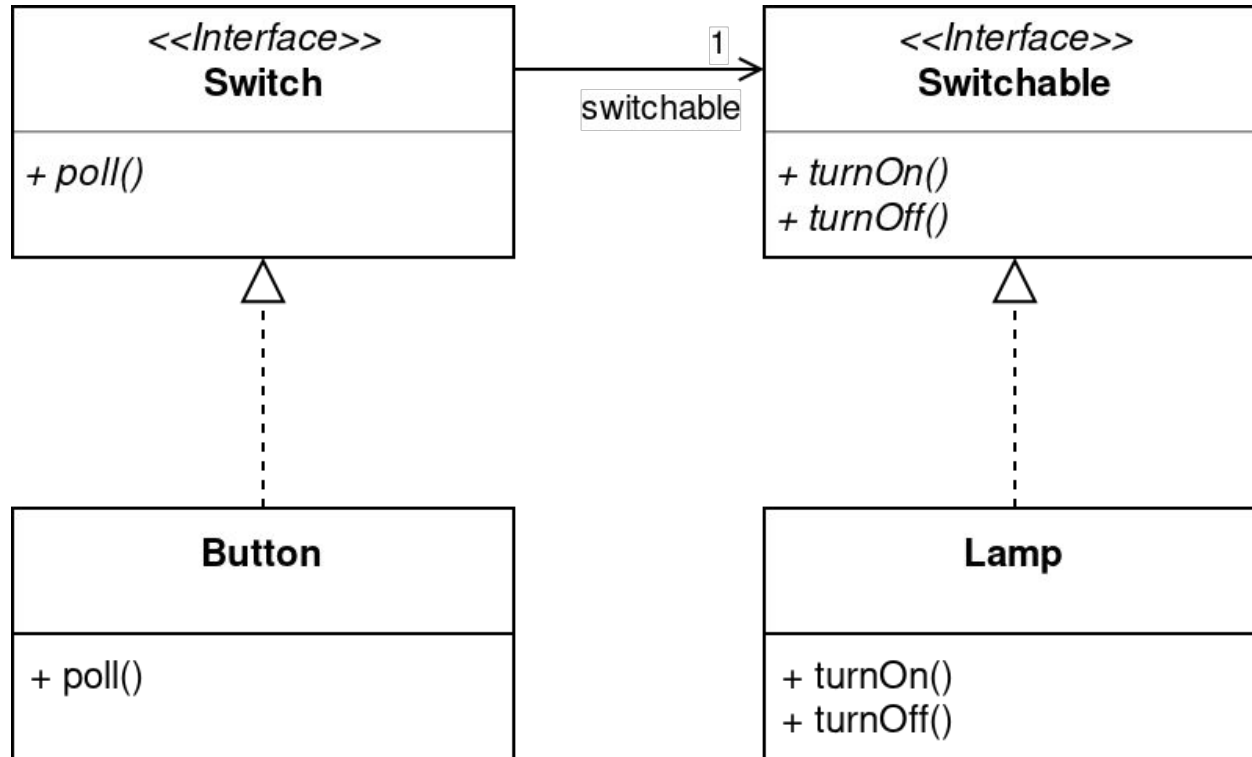 <<Interface>>
Switch
+ poll()
1
switchable
<<Interface>>
Switchable
+ turnOn()
+ turnOff()
Button
+ poll()
Lamp
+ turnOn()
+ turnOff()